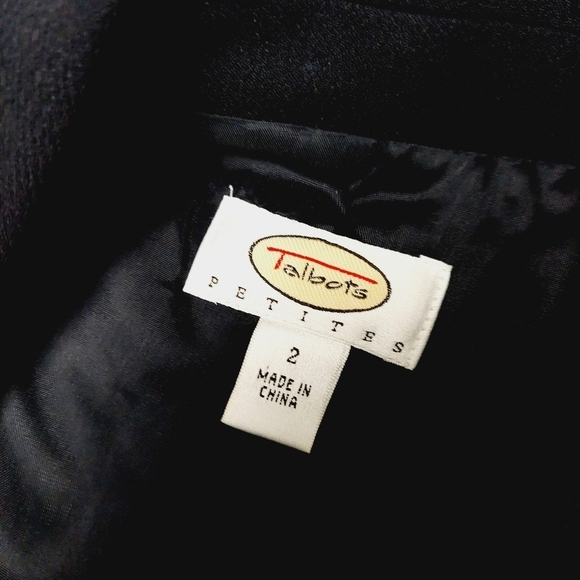 Talbots
PETITES
2
MADE IN
CHINA